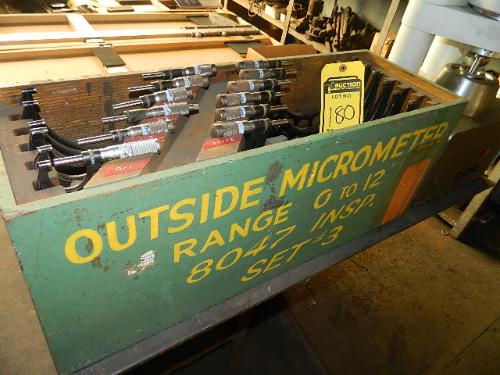 AUCTION
LOT NO.
180
OUTSIDE MICROMETER
RANGE 0 TO 12
8047 INSP.
SET #3